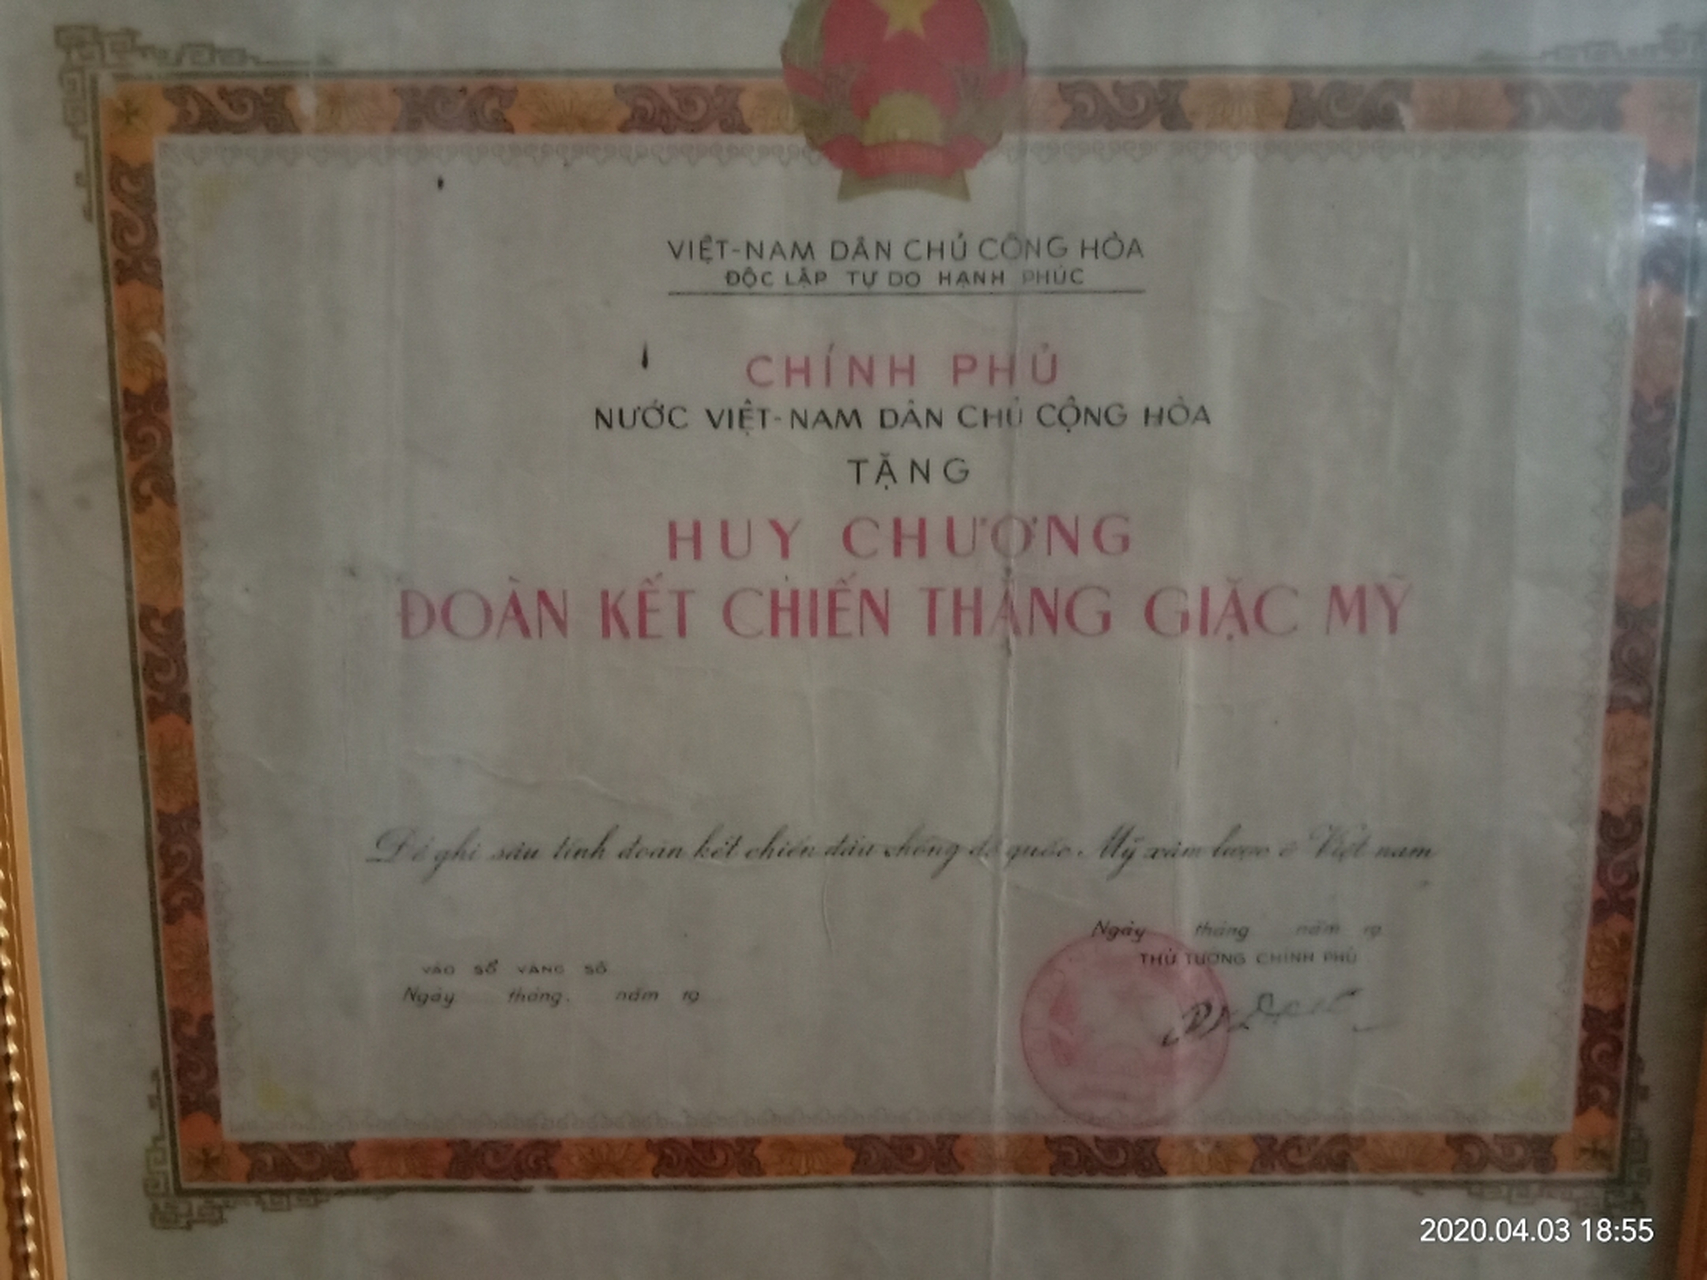 VIỆT-NAM DÂN CHỦ CỘNG HÒA
ĐỘC LẬP TỰ DO HẠNH PHÚC
CHÍNH PHỦ
NƯỚC VIỆT-NAM DÂN CHỦ CỘNG HÒA
TẶNG
HUY CHƯƠNG
ĐOÀN KẾT CHIẾN THẮNG GIẶC MỸ
Để ghi sâu tình đoàn kết chiến đấu chống đế quốc Mỹ xâm lược ở Việt nam
Ngày tháng năm 19
THỦ TƯỚNG CHÍNH PHỦ
VÀO SỔ VÀNG SỐ
Ngày tháng năm 19
2020.04.03 18:55